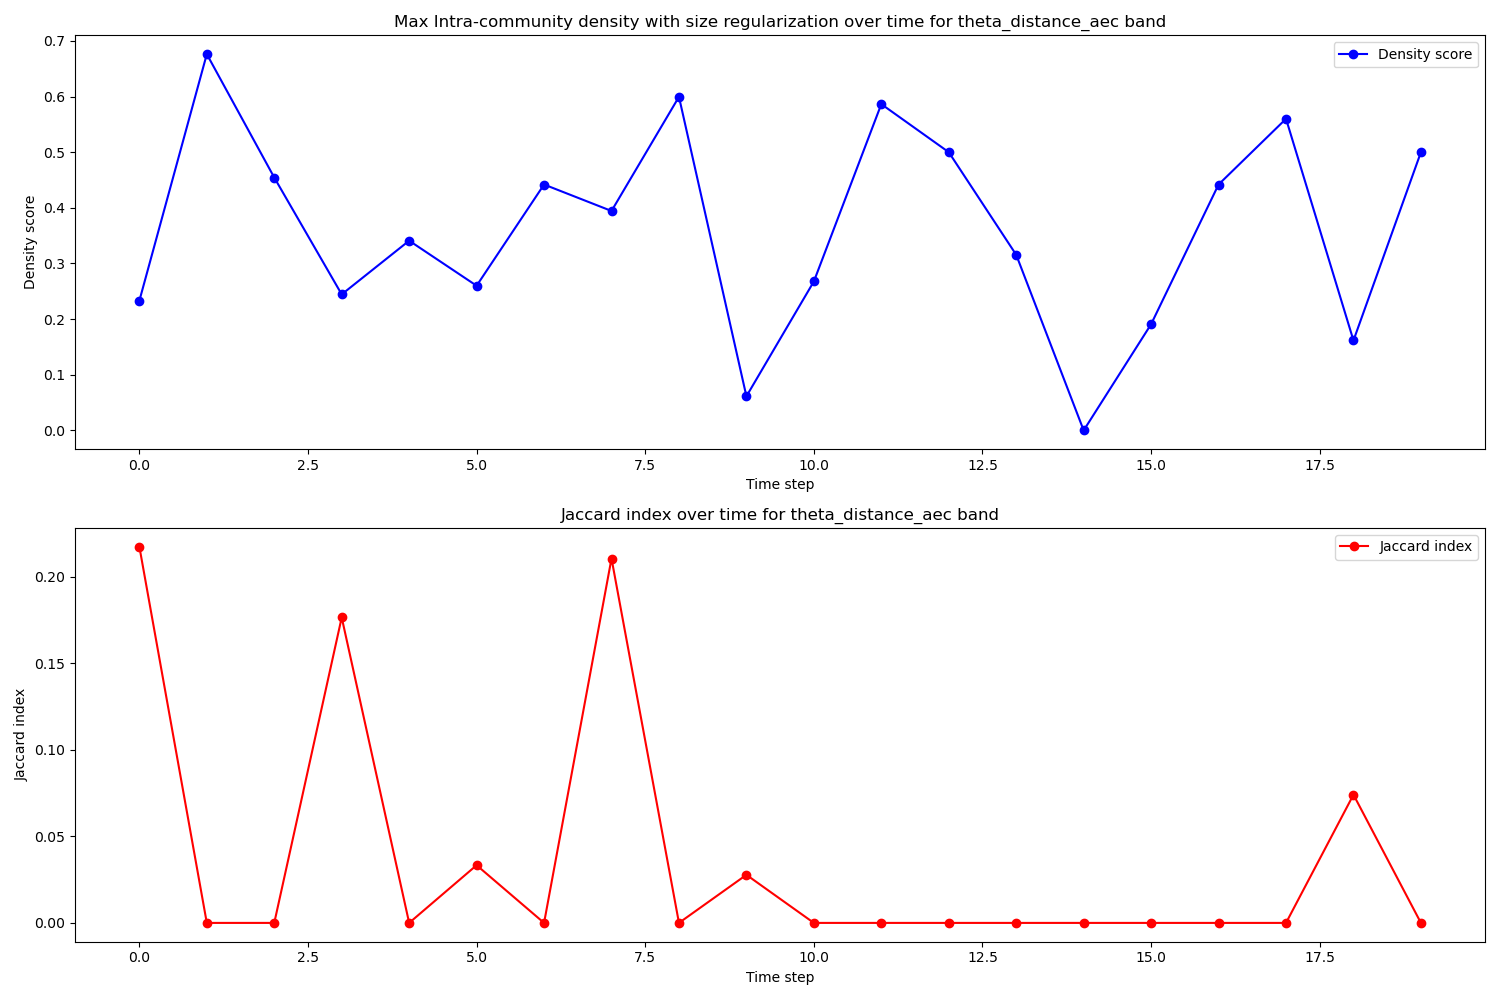 Max Intra-community density with size regularization over time for theta_distance_aec band
Density score
0.7
0.6
0.5
0.4
0.3
0.2
0.1
0.0
Density score
0.0 2.5 5.0 7.5 10.0 12.5 15.0 17.5
Time step
Jaccard index over time for theta_distance_aec band
Jaccard index
0.20
0.15
0.10
0.05
0.00
Jaccard index
0.0 2.5 5.0 7.5 10.0 12.5 15.0 17.5
Time step